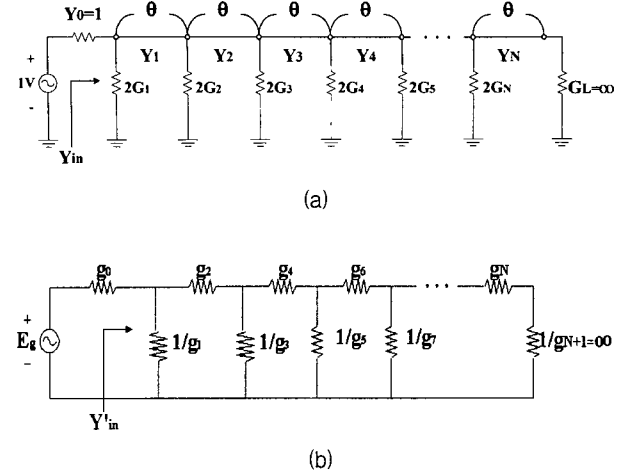 θ θ θ θ θ
Y0=1
Y1 Y2 Y3 Y4 YN
+
1V
-
2G1 2G2 2G3 2G4 2G5 2GN GL=∞
Yin
(a)
g0 g2 g4 g6 gN
+
Eg
-
1/g1 1/g3 1/g5 1/g7 1/gN+1=∞
Y'in
(b)